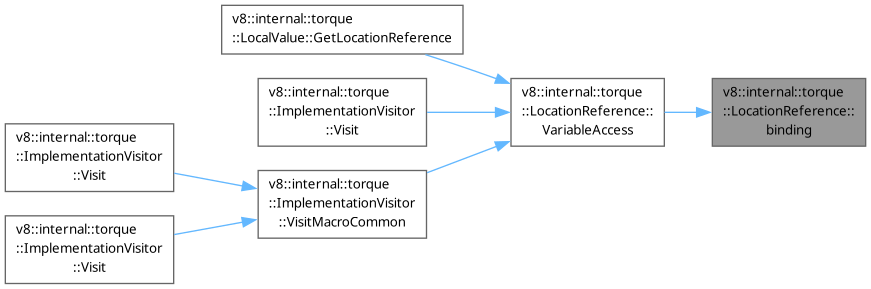 v8::internal::torque
::LocalValue::GetLocationReference
v8::internal::torque
::ImplementationVisitor
::Visit
v8::internal::torque
::LocationReference::
VariableAccess
v8::internal::torque
::LocationReference::
binding
v8::internal::torque
::ImplementationVisitor
::Visit
v8::internal::torque
::ImplementationVisitor
::VisitMacroCommon
v8::internal::torque
::ImplementationVisitor
::Visit